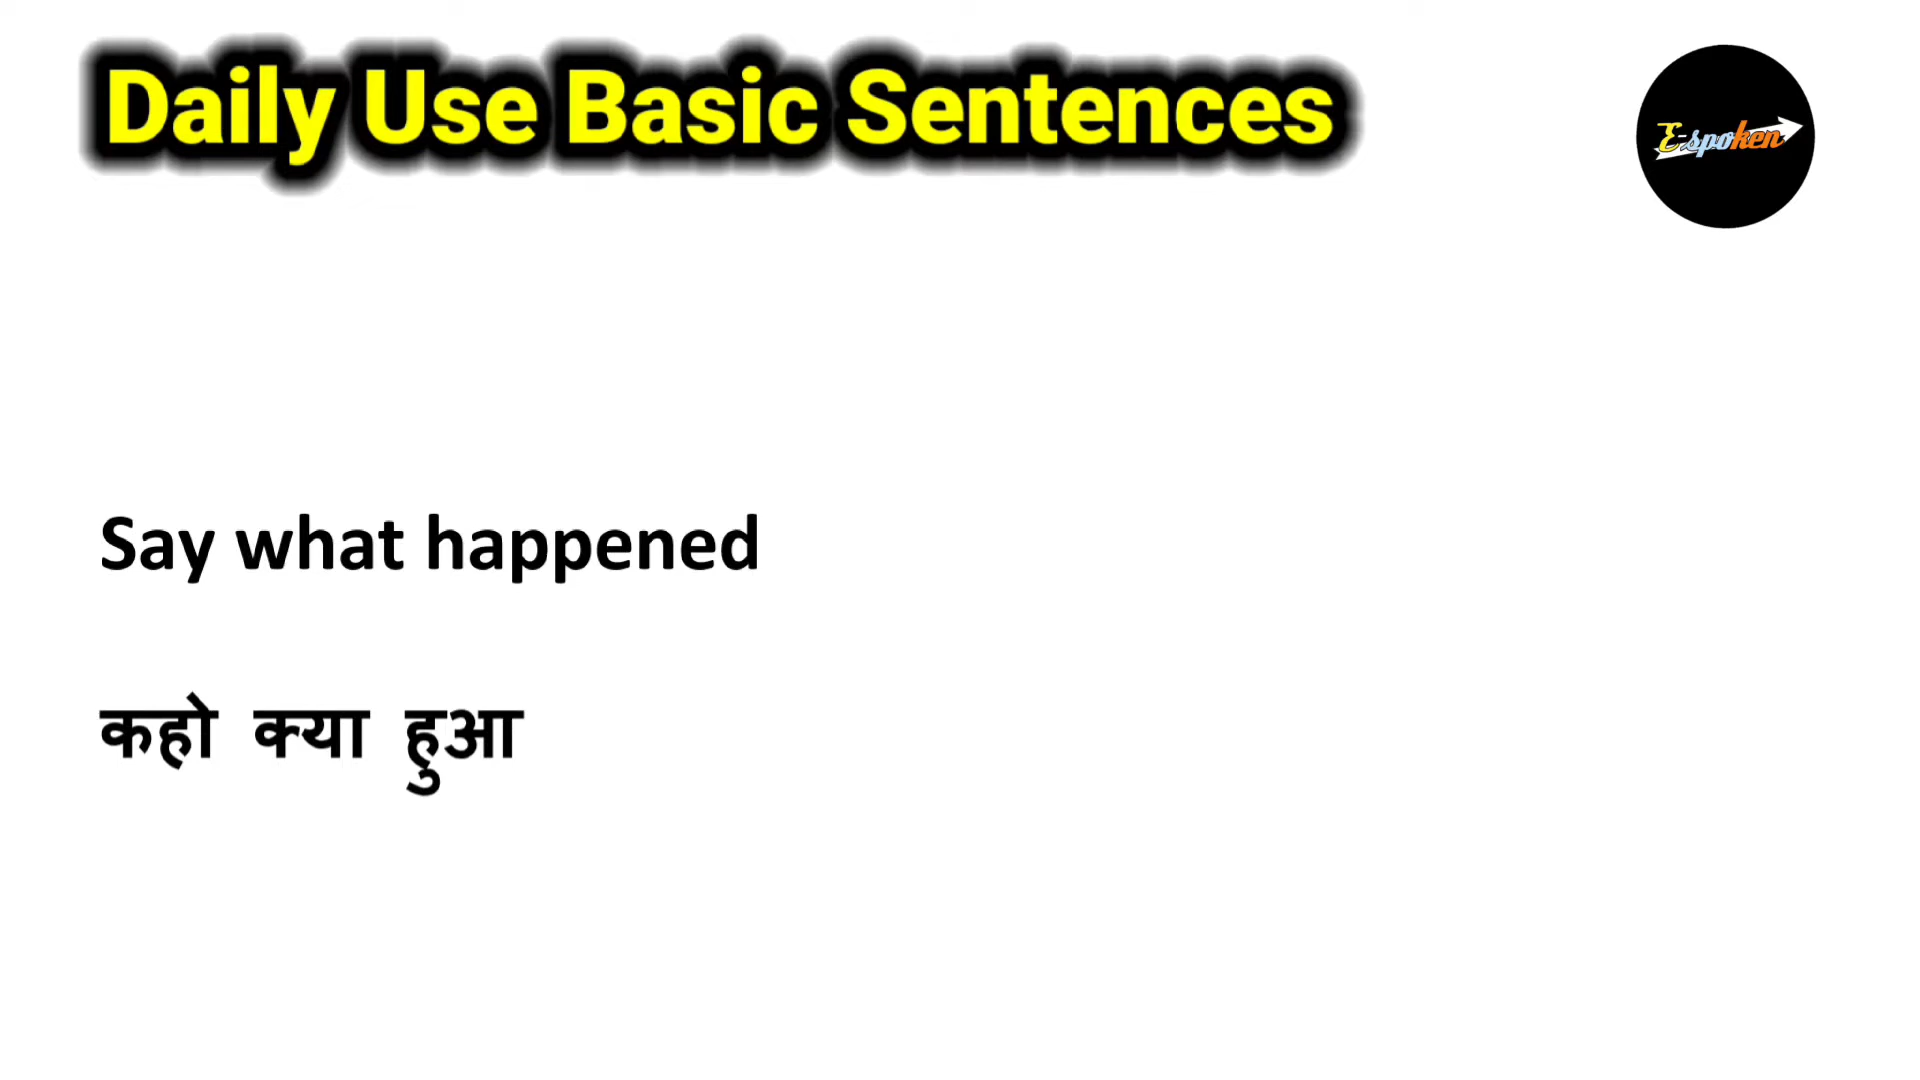 Daily Use Basic Sentences
E-spoken
Say what happened
कहो क्या हुआ